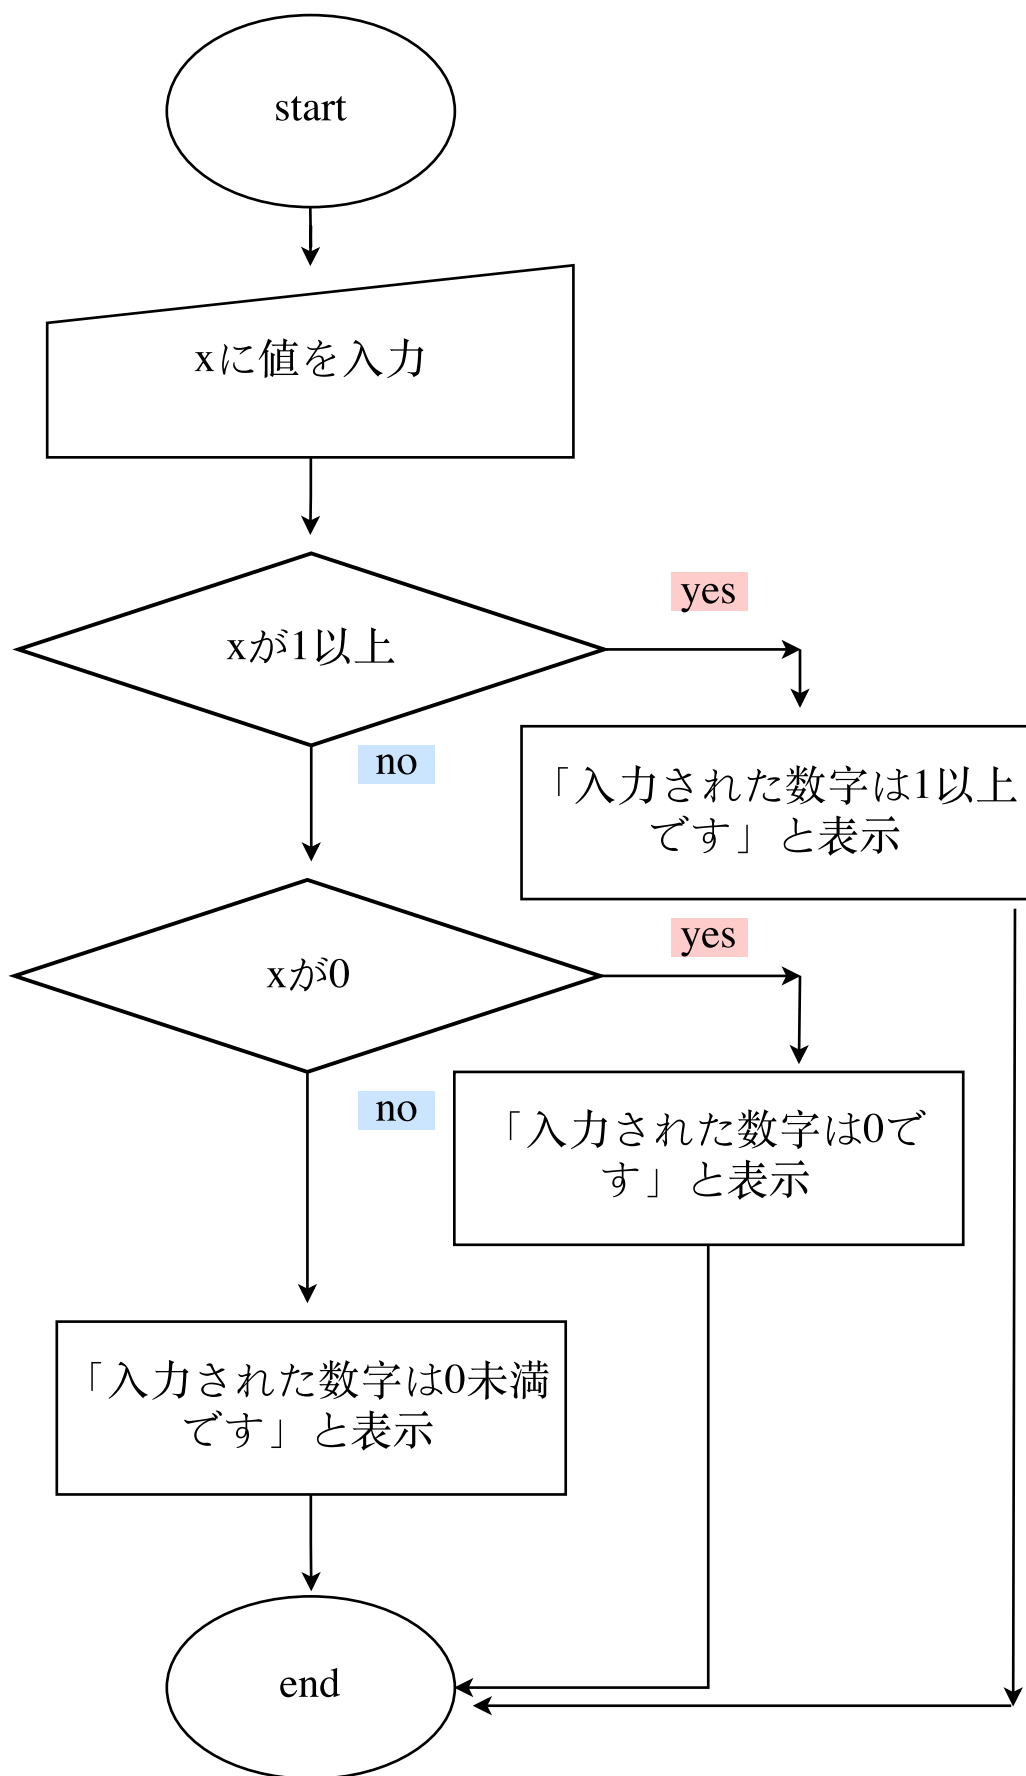 start
xに値を入力
xが1以上
yes
no
「入力された数字は1以上
です」と表示
xが0
yes
no
「入力された数字は0で
す」と表示
「入力された数字は0未満
です」と表示
end